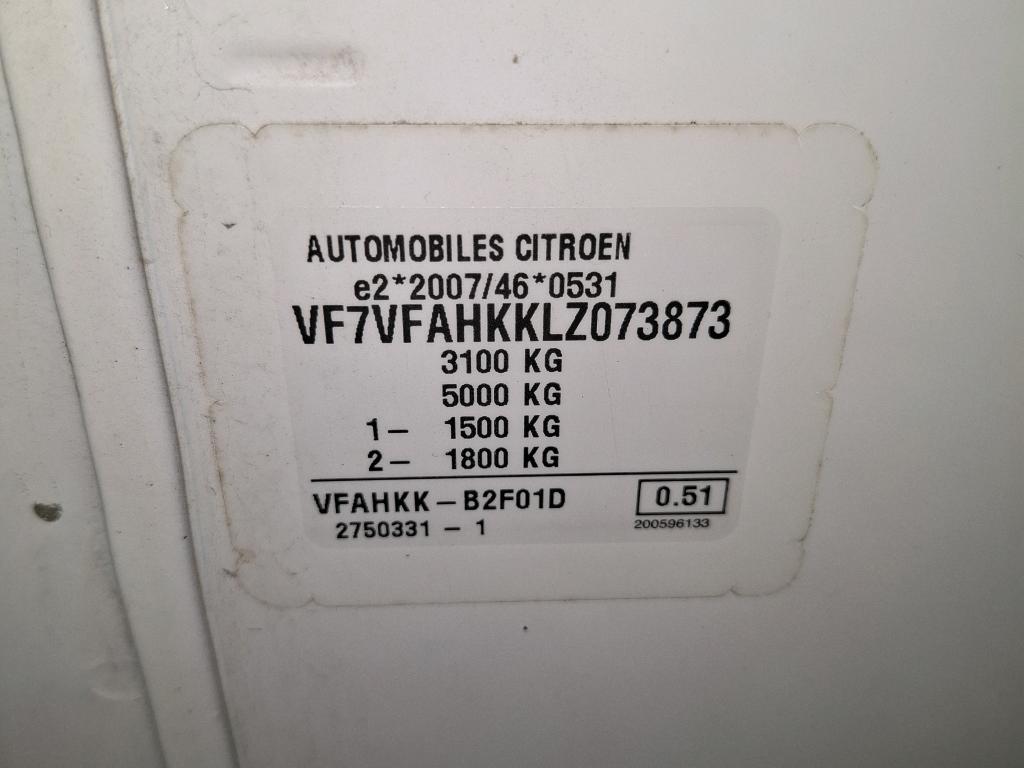 AUTOMOBILES CITROEN
e2*2007/46*0531
VF7VFAHKKLZ073873
3100 KG
5000 KG
1- 1500 KG
2- 1800 KG
VFAHKK-B2F01D 0.51
2750331-1 200596133